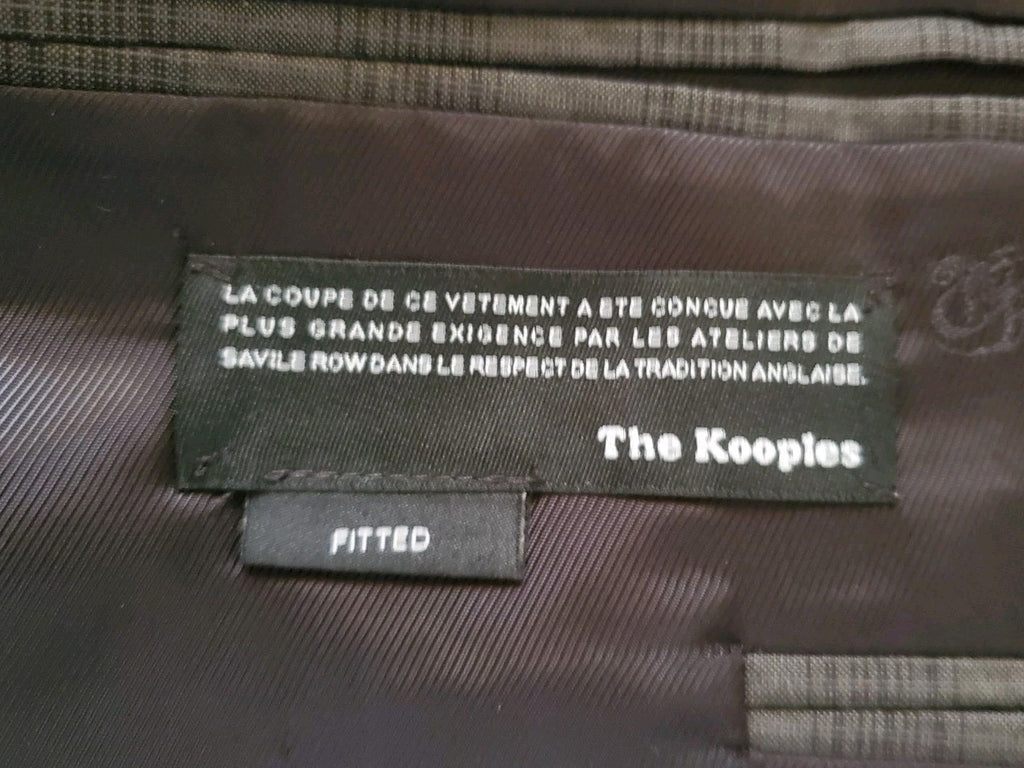 LA COUPE DE CE VETEMENT A ETE CONCUE AVEC LA
PLUS GRANDE EXIGENCE PAR LES ATELIERS DE
SAVILE ROW DANS LE RESPECT DE LA TRADITION ANGLAISE.
The Kooples
FITTED